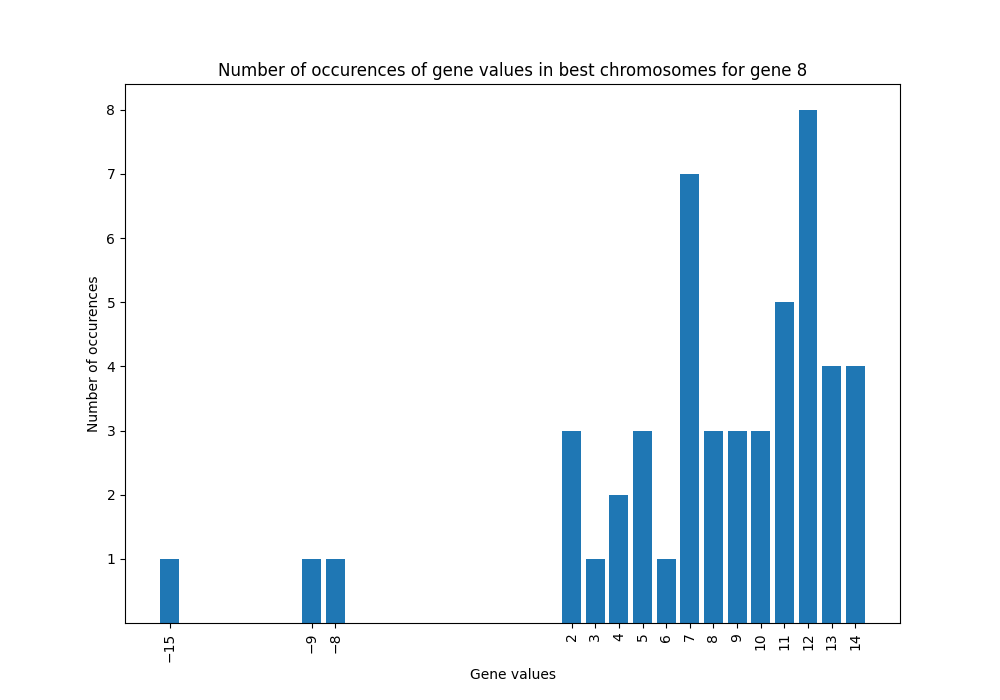 Number of occurences of gene values in best chromosomes for gene 8
8
7
6
5
4
3
2
1
Number of occurences
−15 −9 −8 2 3 4 5 6 7 8 9 10 11 12 13 14
Gene values